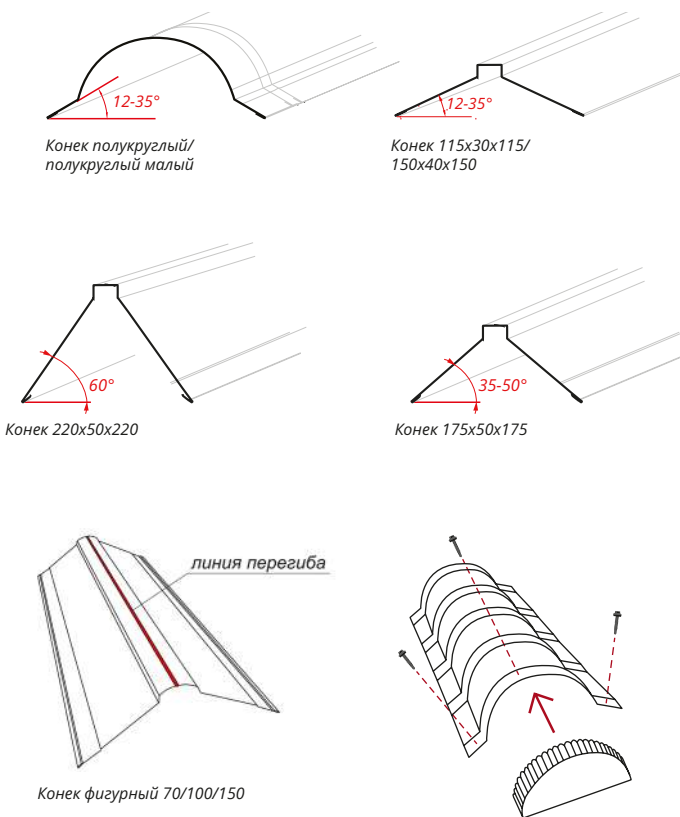 12-35°
Конек полукруглый/
полукруглый малый
12-35°
Конек 115х30х115/
150х40х150
60°
Конек 220х50х220
35-50°
Конек 175х50х175
линия перегиба
Конек фигурный 70/100/150